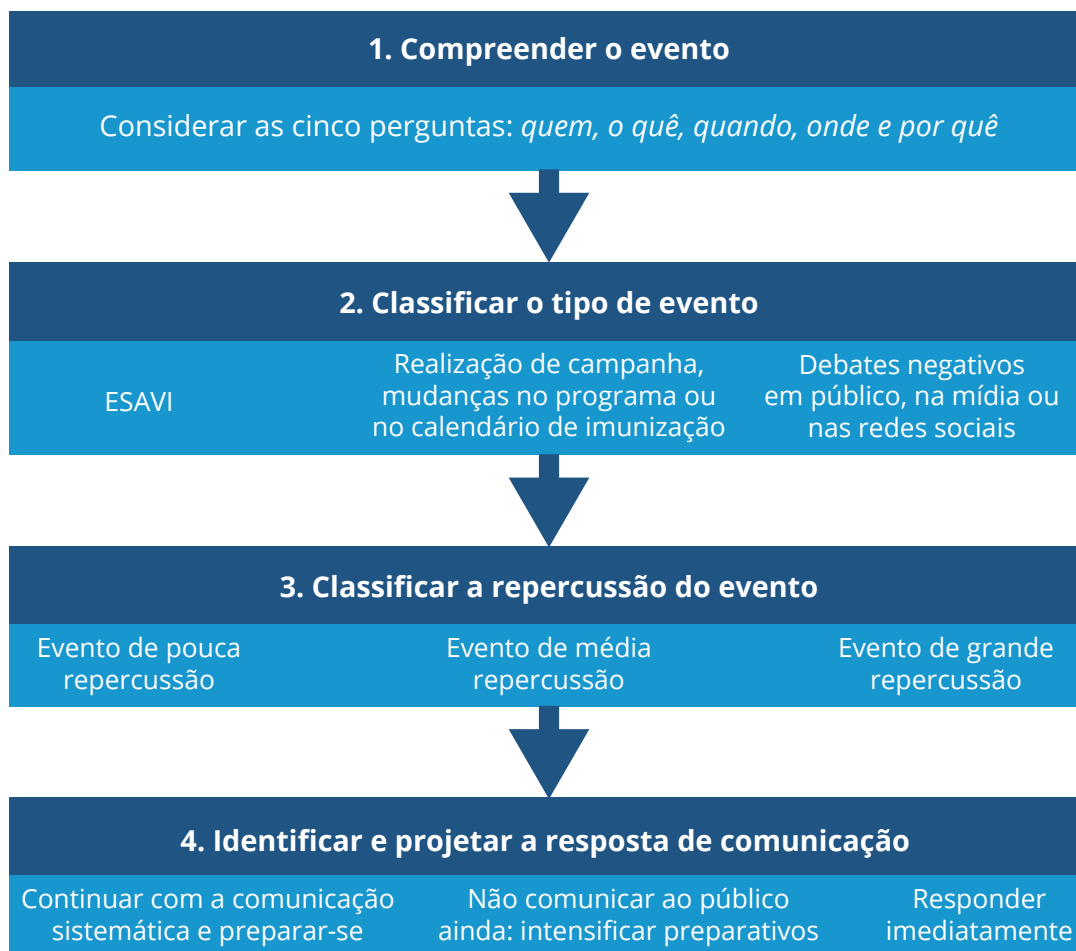 1. Compreender o evento
Considerar as cinco perguntas: quem, o quê, quando, onde e por quê
2. Classificar o tipo de evento
ESAVI
Realização de campanha,
mudanças no programa ou
no calendário de imunização
Debates negativos
em público, na mídia ou
nas redes sociais
3. Classificar a repercussão do evento
Evento de pouca
repercussão
Evento de média
repercussão
Evento de grande
repercussão
4. Identificar e projetar a resposta de comunicação
Continuar com a comunicação
sistemática e preparar-se
Não comunicar ao público
ainda: intensificar preparativos
Responder
imediatamente